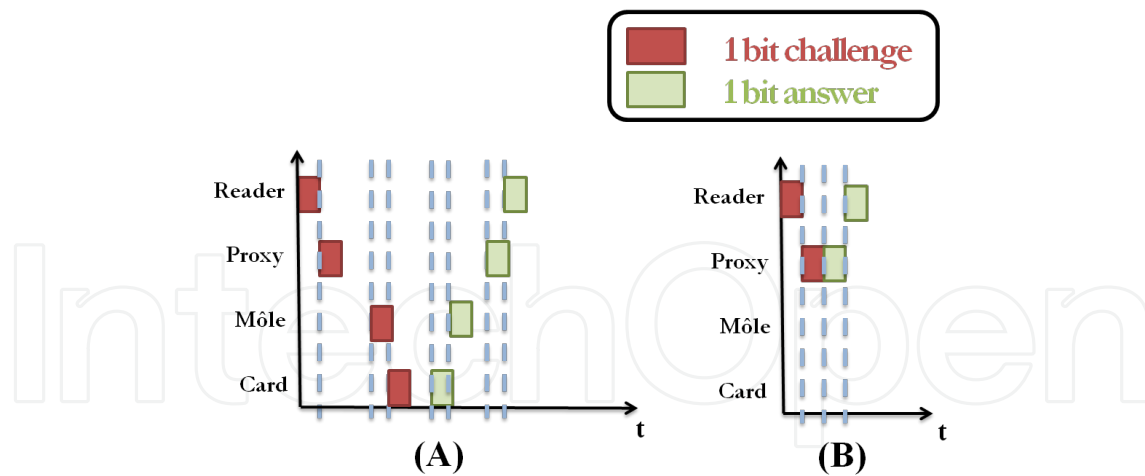 1 bit challenge
1 bit answer
Reader
Proxy
Môle
Card
t
(A)
Reader
Proxy
Môle
Card
t
(B)
IntechOpen